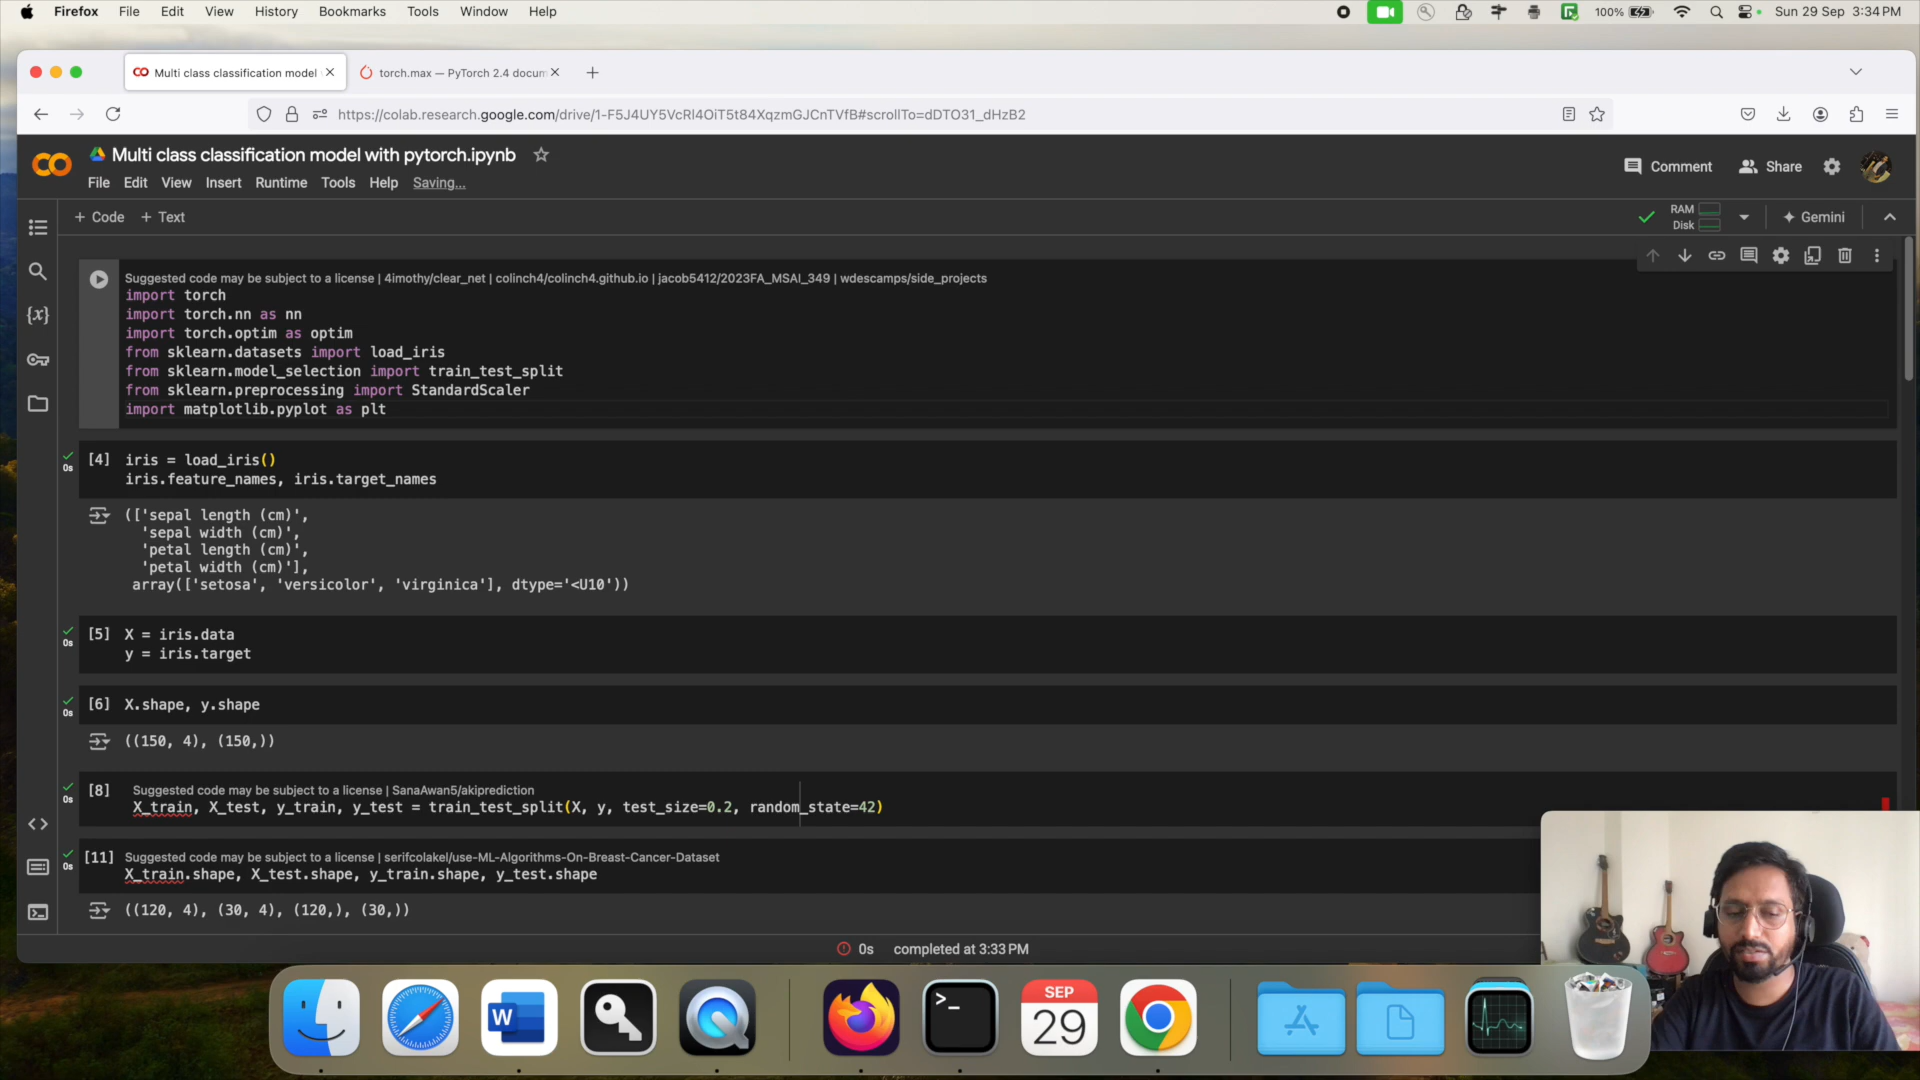 Firefox File Edit View History Bookmarks Tools Window Help
100% Sun 29 Sep 3:34 PM
Multi class classification model
torch.max — PyTorch 2.4 docum
https://colab.research.google.com/drive/1-F5J4UY5VcRl4OiT5t84XqzmGJCnTVfB#scrollTo=dDTO31_dHzB2
Multi class classification model with pytorch.ipynb
File Edit View Insert Runtime Tools Help Saving...
Comment Share
+ Code + Text
RAM
Disk
Gemini
Suggested code may be subject to a license | 4imothy/clear_net | colinch4/colinch4.github.io | jacob5412/2023FA_MSAI_349 | wdescamps/side_projects
import torch
import torch.nn as nn
import torch.optim as optim
from sklearn.datasets import load_iris
from sklearn.model_selection import train_test_split
from sklearn.preprocessing import StandardScaler
import matplotlib.pyplot as plt
0s
[4] iris = load_iris()
iris.feature_names, iris.target_names
(['sepal length (cm)',
'sepal width (cm)',
'petal length (cm)',
'petal width (cm)'],
array(['setosa', 'versicolor', 'virginica'], dtype='<U10'))
0s
[5] X = iris.data
y = iris.target
0s
[6] X.shape, y.shape
((150, 4), (150,))
0s
[8] Suggested code may be subject to a license | SanaAwan5/akiprediction
X_train, X_test, y_train, y_test = train_test_split(X, y, test_size=0.2, random_state=42)
0s
[11] Suggested code may be subject to a license | serifcolakel/use-ML-Algorithms-On-Breast-Cancer-Dataset
X_train.shape, X_test.shape, y_train.shape, y_test.shape
((120, 4), (30, 4), (120,), (30,))
0s completed at 3:33 PM
W
>_
SEP
29